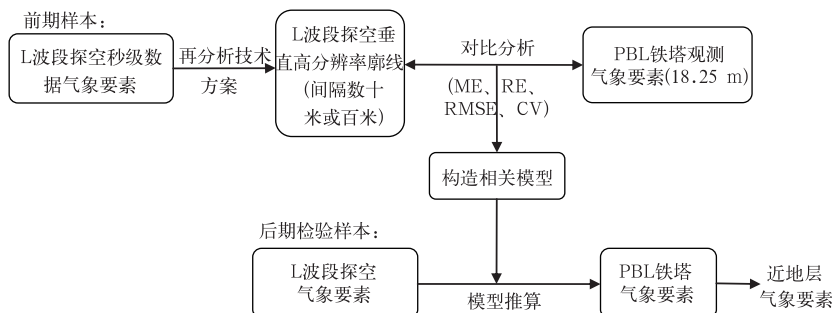 前期样本：
L波段探空秒级数
据气象要素
再分析技术
方案
L波段探空垂
直高分辨率廓线
(间隔数十
米或百米)
对比分析
(ME、RE、
RMSE、CV)
PBL铁塔观测
气象要素(18.25 m)
构造相关模型
后期检验样本：
L波段探空
气象要素
模型推算
PBL铁塔
气象要素
近地层
气象要素